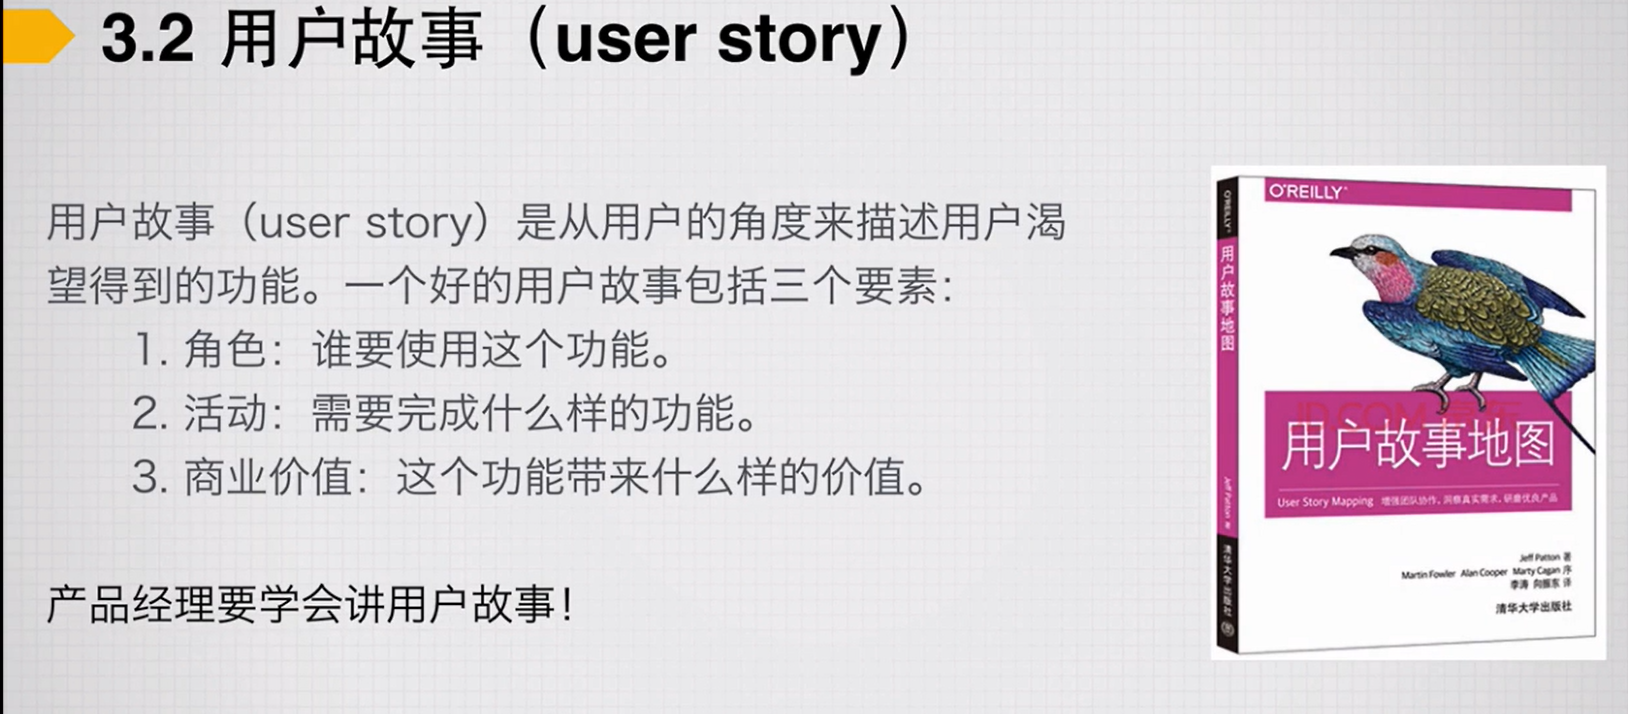 3.2 用户故事（user story）
用户故事（user story）是从用户的角度来描述用户渴
望得到的功能。一个好的用户故事包括三个要素：
1. 角色：谁要使用这个功能。
2. 活动：需要完成什么样的功能。
3. 商业价值：这个功能带来什么样的价值。
产品经理要学会讲用户故事！
O'REILLY®
用户故事地图
Jeff Patton 著
清华大学出版社
O'REILLY®
JD.COM 京东
用户故事地图
User Story Mapping 增强团队协作，洞察真实需求，研磨优良产品
Jeff Patton 著
Martin Fowler Alan Cooper Marty Cagan 序
李涛 向振东 译
清华大学出版社